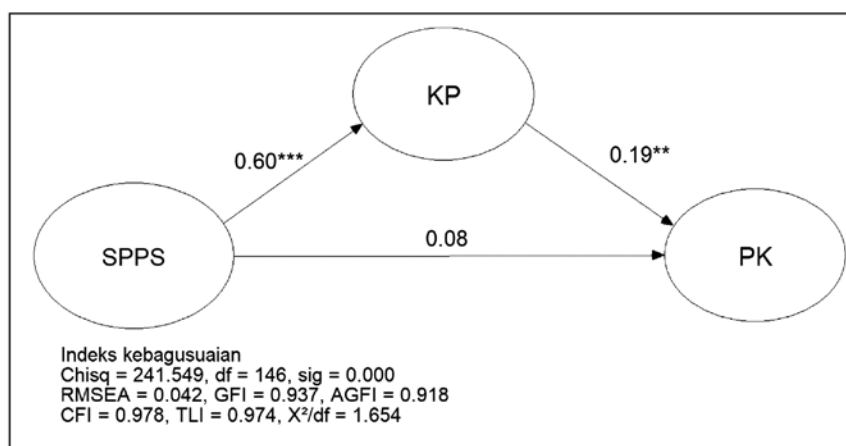 KP
0.60***
0.19**
0.08
SPPS
PK
Indeks kebagusuaian
Chisq = 241.549, df = 146, sig = 0.000
RMSEA = 0.042, GFI = 0.937, AGFI = 0.918
CFI = 0.978, TLI = 0.974, X²/df = 1.654